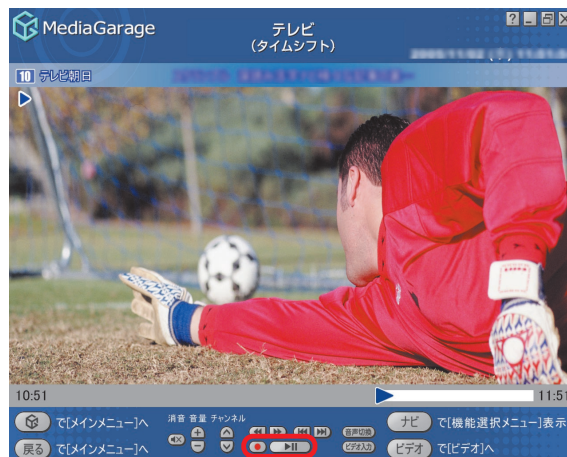 MediaGarage
テレビ
(タイムシフト)
10 テレビ朝日
10:51
11:51
で[メインメニュー]へ
消音 音量 チャンネル
音声切換
ナビ で[機能選択メニュー]表示
戻る で[メインメニュー]へ
ビデオ入力
ビデオ で[ビデオ]へ